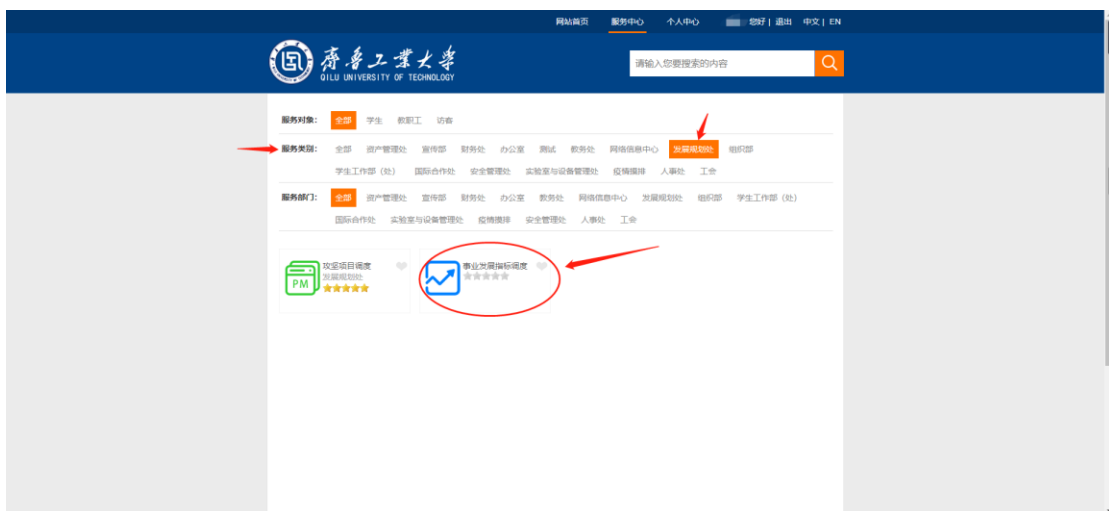 网站首页 服务中心 个人中心 您好 | 退出 中文 | EN
齐鲁工业大学
QILU UNIVERSITY OF TECHNOLOGY
请输入您要搜索的内容
服务对象: 全部 学生 教职工 访客
服务类别: 全部 资产管理处 宣传部 财务处 办公室 测试 教务处 网络信息中心 发展规划处 组织部
学生工作部（处） 国际合作处 安全管理处 实验室与设备管理处 疫情摸排 人事处 工会
服务部门: 全部 资产管理处 宣传部 财务处 办公室 教务处 网络信息中心 发展规划处 组织部 学生工作部（处）
国际合作处 实验室与设备管理处 疫情摸排 安全管理处 人事处 工会
攻坚项目调度
发展规划处
PM
事业发展指标调度